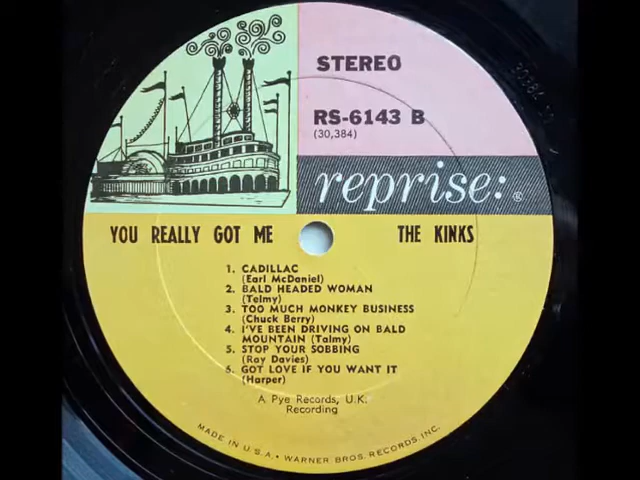 STEREO
RS-6143 B
(30,384)
reprise:®
YOU REALLY GOT ME
THE KINKS
1. CADILLAC
(Earl McDaniel)
2. BALD HEADED WOMAN
(Telmy)
3. TOO MUCH MONKEY BUSINESS
(Chuck Berry)
4. I'VE BEEN DRIVING ON BALD
MOUNTAIN (Talmy)
5. STOP YOUR SOBBING
(Ray Davies)
6. GOT LOVE IF YOU WANT IT
(Harper)
A Pye Records, U.K.
Recording
MADE IN U.S.A. • WARNER BROS. RECORDS, INC.